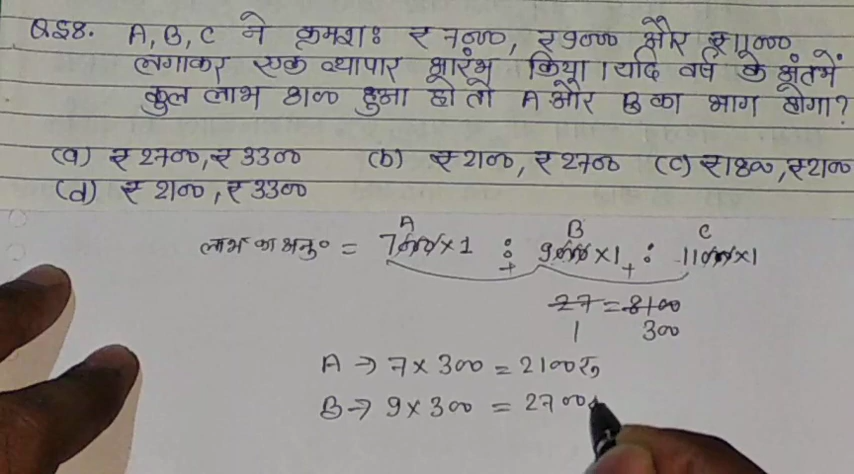 Q58. A, B, C ने क्रमशः ₹7000, ₹9000 और ₹11000
लगाकर एक व्यापार प्रारंभ किया। यदि वर्ष के अंत में
कुल लाभ 8100 हुआ हो तो A और B का भाग होगा?
(a) ₹2700, ₹3300 (b) ₹2100, ₹2700 (c) ₹1800, ₹2100
(d) ₹2100, ₹3300
A B C
लाभ का अनु० = 7000×1 : 9000×1 : 11000×1
+ +
27 = 8100
1 300
A → 7 × 300 = 2100रु
B → 9 × 300 = 2700